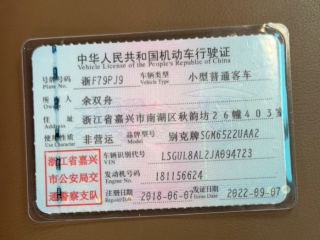 中华人民共和国机动车行驶证
Vehicle License of the People's Republic of China
号牌号码 浙F79PJ9 车辆类型 小型普通客车
Plate No. Vehicle Type
所有人 余双舟
Owner
住址 浙江省嘉兴市南湖区秋韵坊26幢403室
Address
使用性质 非营运 品牌型号 别克牌SGM6522UAA2
Use Character Model
浙江省嘉兴市公安局交通警察支队
车辆识别代号 LSGUL8AL2JA094723
VIN
发动机号码 181156624
Engine No.
注册日期 2018-06-07 发证日期 2022-09-07
Register Date Issue Date